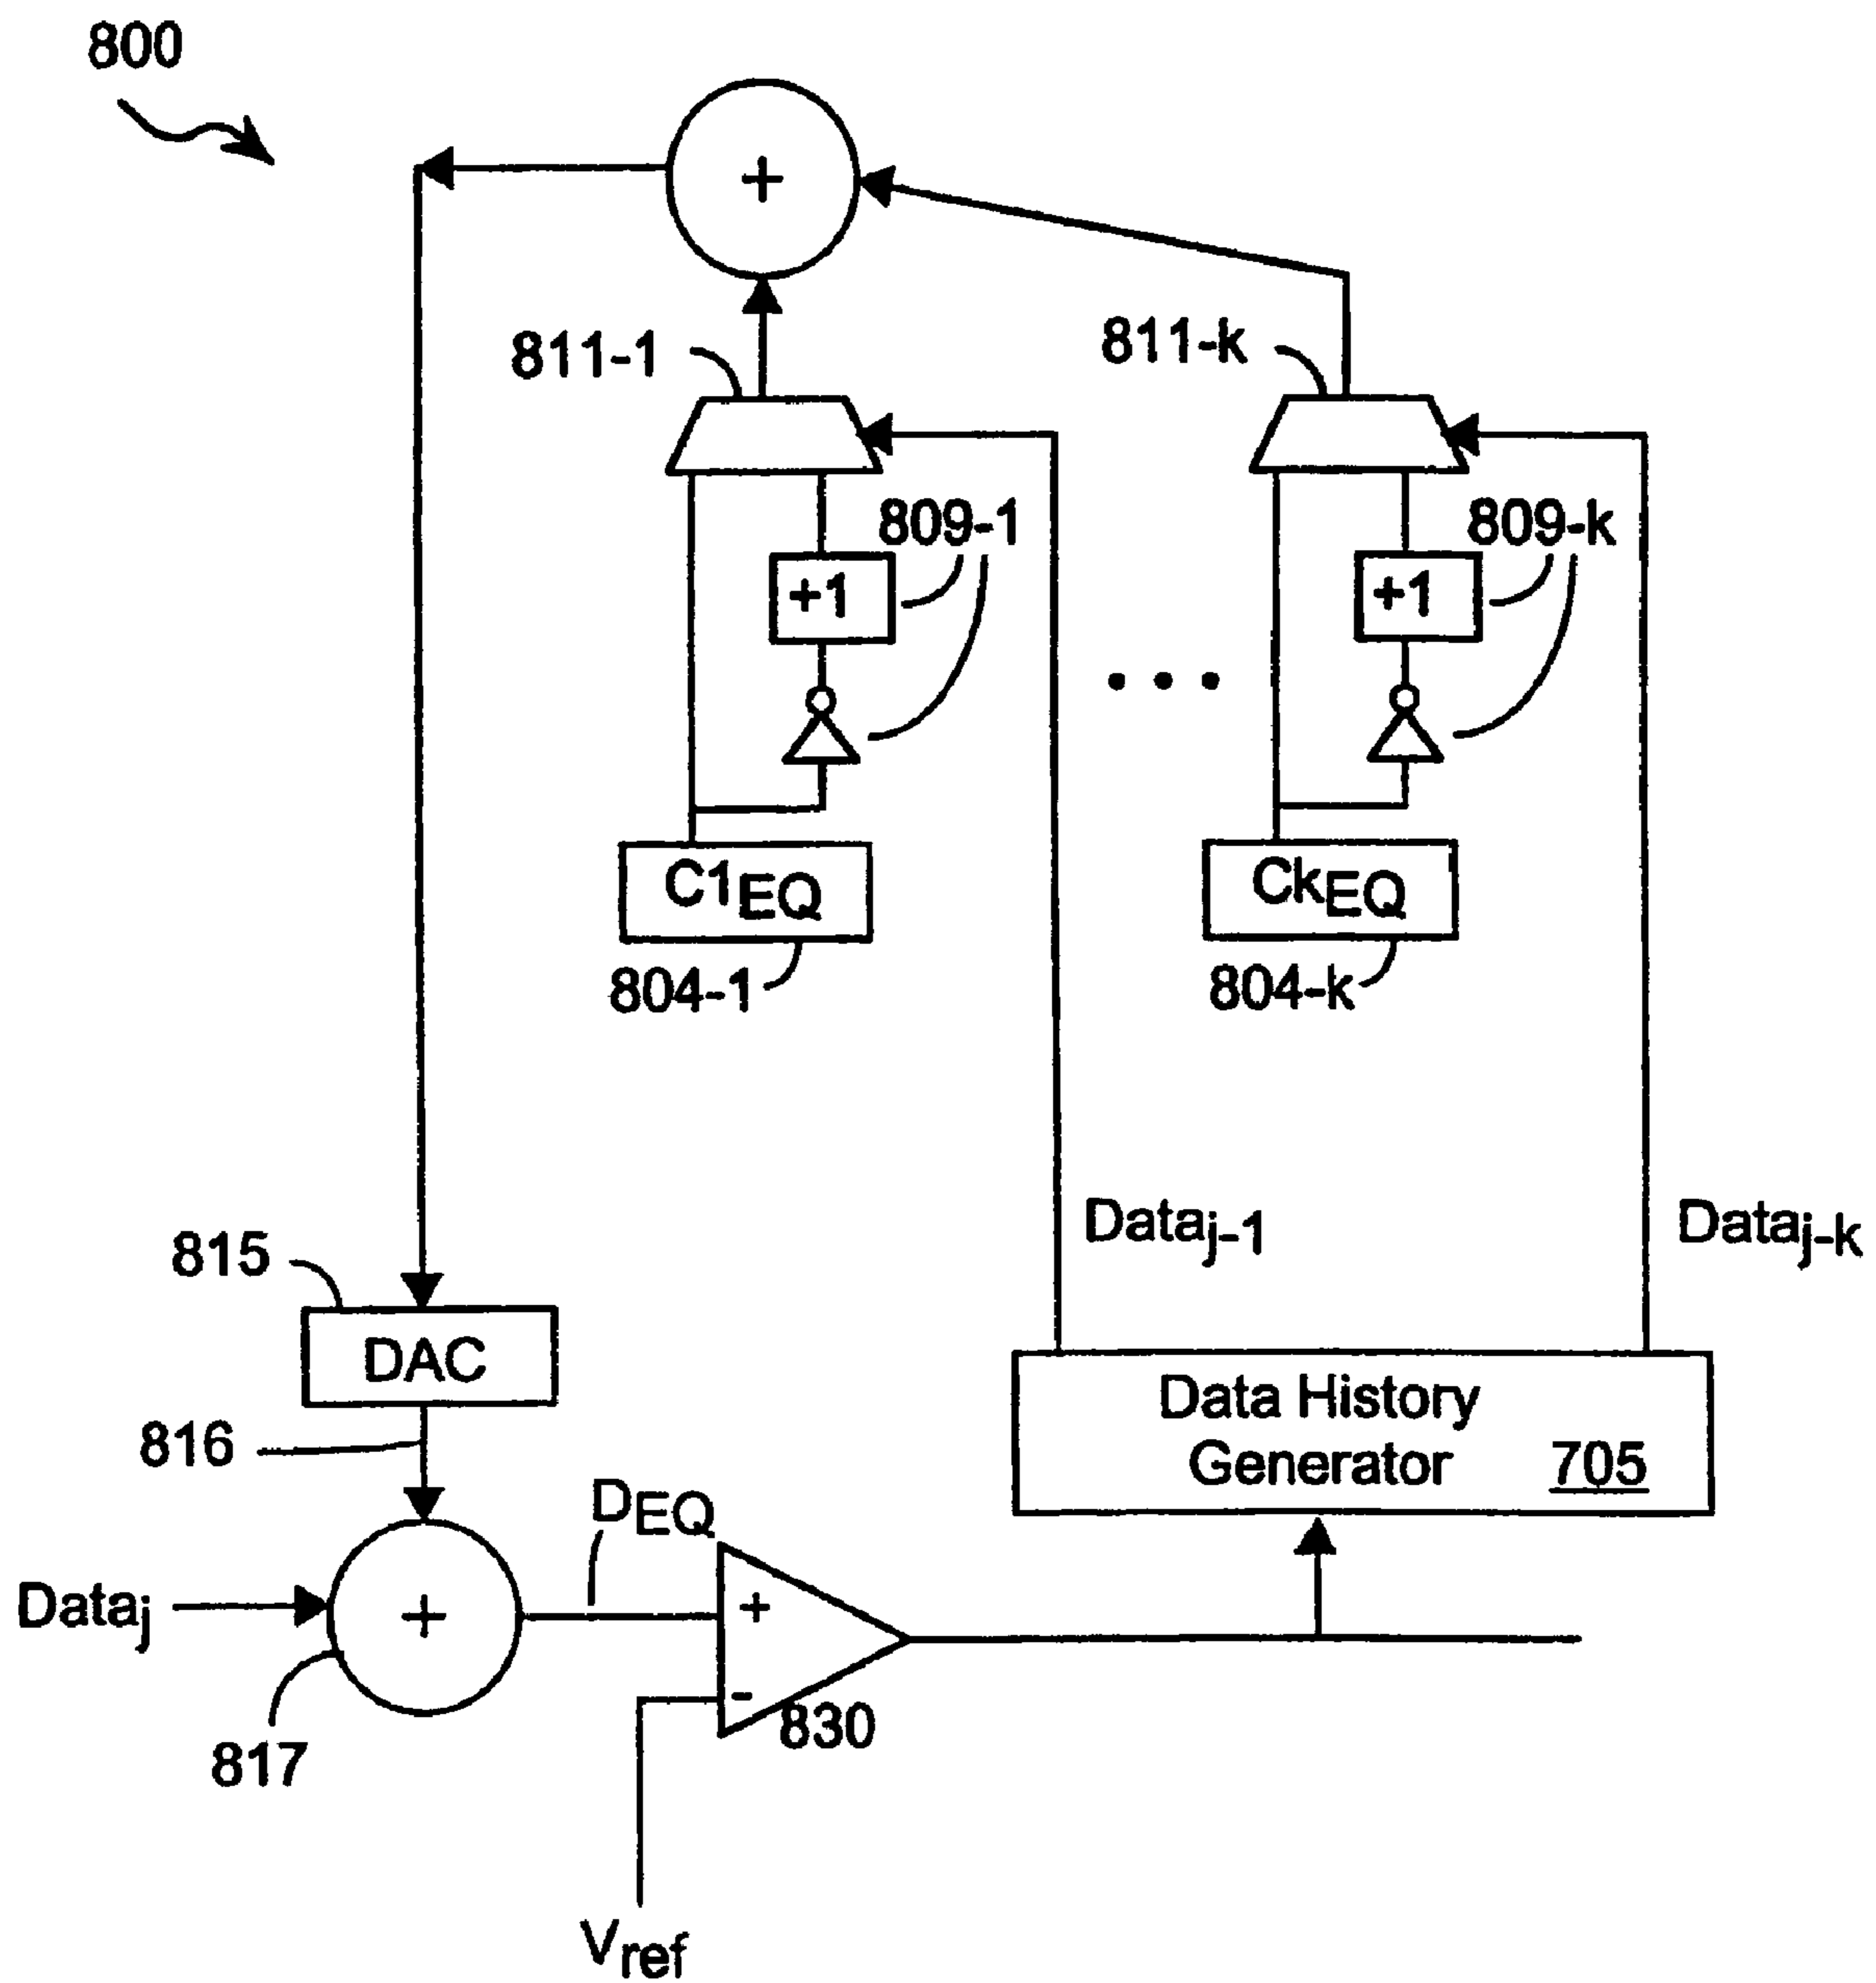 800
+
811-1
811-k
809-1
809-k
+1
+1
C1EQ
CkEQ
804-1
804-k
Dataj-1
Dataj-k
815
DAC
816
Data History
Generator 705
DEQ
Dataj
+
+
-
830
817
Vref